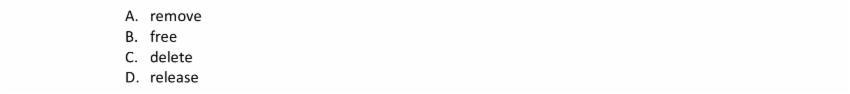 A. remove
B. free
C. delete
D. release